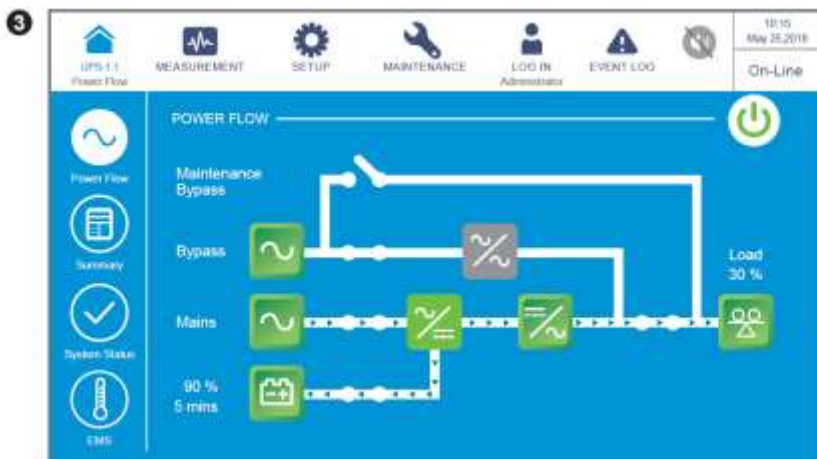 3
UPS-1.1
Power Flow
MEASUREMENT
SETUP
MAINTENANCE
LOG IN
Administrator
EVENT LOG
10:15
May 25,2018
On-Line
POWER FLOW
Power Flow
Summary
System Status
EMS
Maintenance
Bypass
Bypass
Mains
90 %
5 mins
Load
30 %